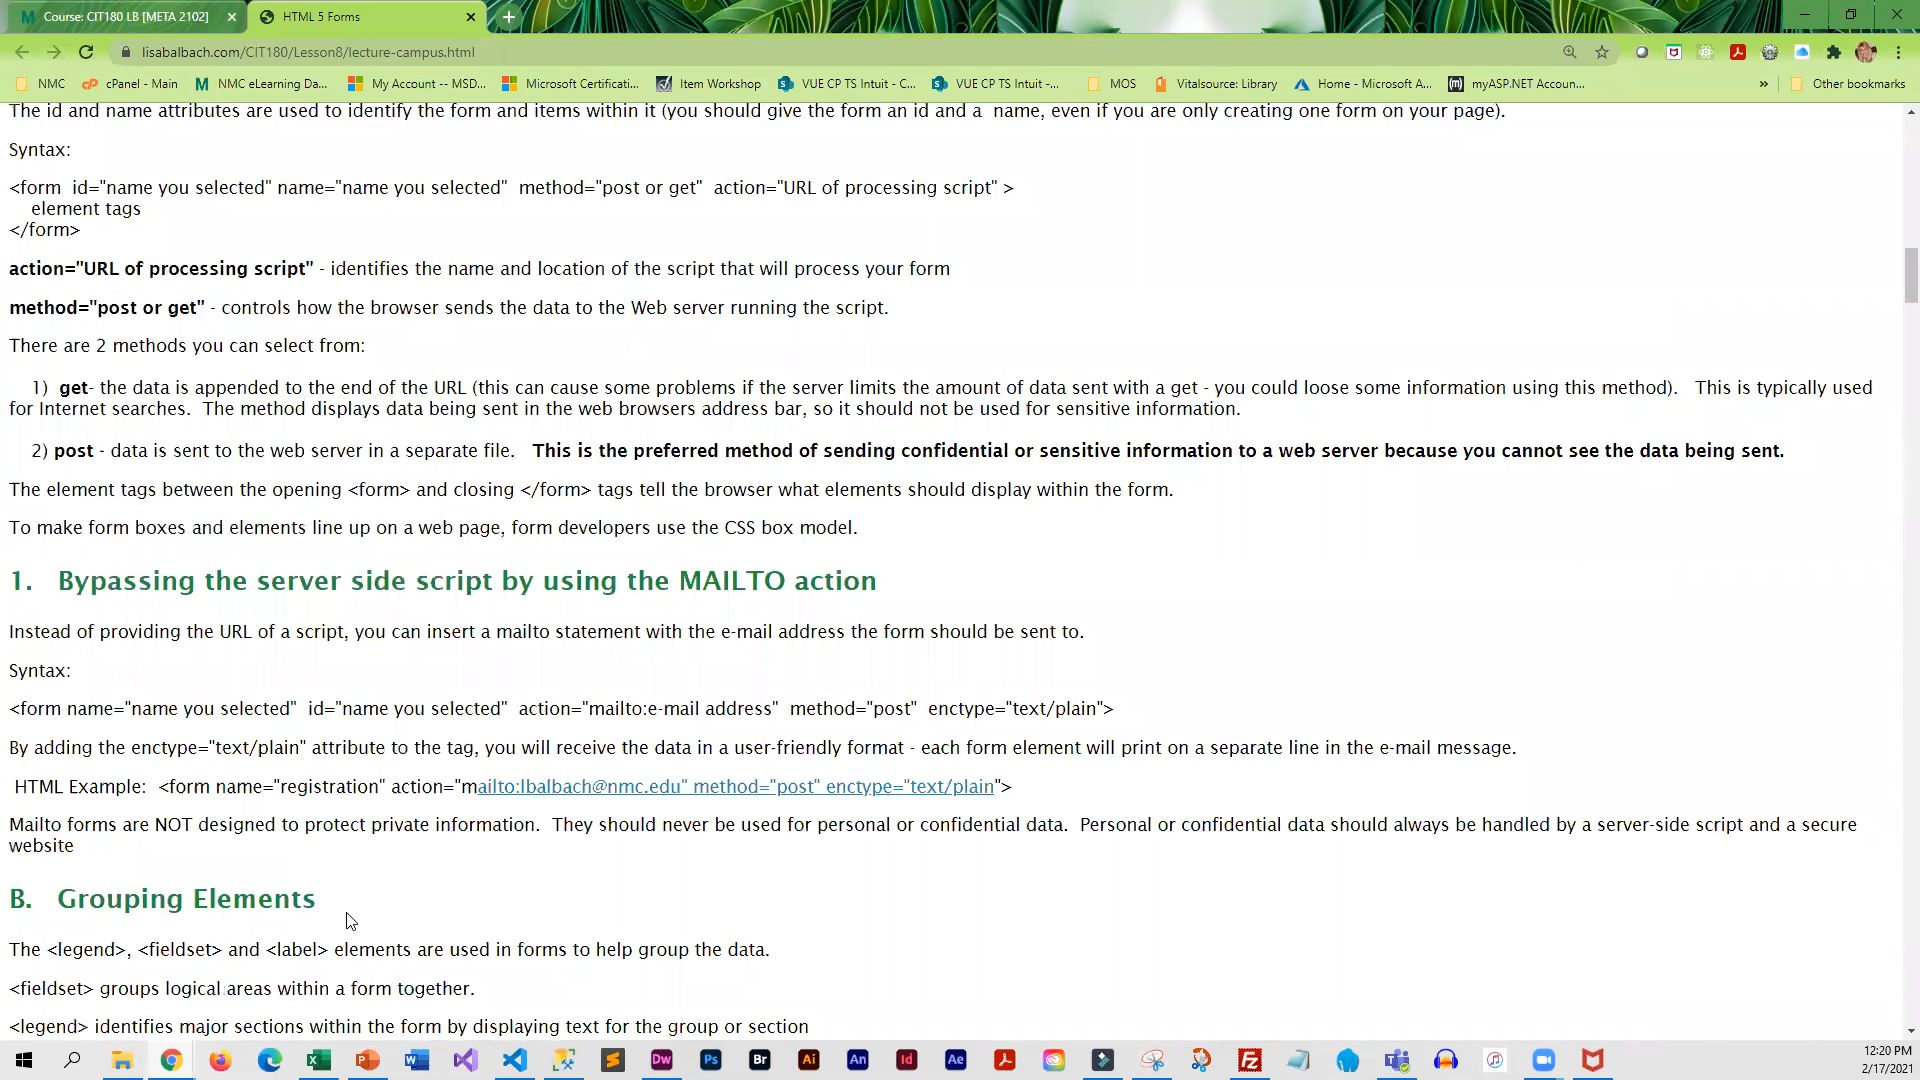 Course: CIT180 LB [META 2102]
HTML 5 Forms
lisabalbach.com/CIT180/Lesson8/lecture-campus.html
NMC
cPanel - Main
NMC eLearning Da...
My Account -- MSD...
Microsoft Certificati...
Item Workshop
VUE CP TS Intuit - C...
VUE CP TS Intuit -...
MOS
Vitalsource: Library
Home - Microsoft A...
myASP.NET Accoun...
»
Other bookmarks
The id and name attributes are used to identify the form and items within it (you should give the form an id and a  name, even if you are only creating one form on your page).
Syntax:
<form  id="name you selected" name="name you selected"  method="post or get"  action="URL of processing script" >
element tags
</form>
action="URL of processing script" - identifies the name and location of the script that will process your form
method="post or get" - controls how the browser sends the data to the Web server running the script.
There are 2 methods you can select from:
1)  get- the data is appended to the end of the URL (this can cause some problems if the server limits the amount of data sent with a get - you could loose some information using this method).   This is typically used
for Internet searches.  The method displays data being sent in the web browsers address bar, so it should not be used for sensitive information.
2) post - data is sent to the web server in a separate file.   This is the preferred method of sending confidential or sensitive information to a web server because you cannot see the data being sent.
The element tags between the opening <form> and closing </form> tags tell the browser what elements should display within the form.
To make form boxes and elements line up on a web page, form developers use the CSS box model.
1.   Bypassing the server side script by using the MAILTO action
Instead of providing the URL of a script, you can insert a mailto statement with the e-mail address the form should be sent to.
Syntax:
<form name="name you selected"  id="name you selected"  action="mailto:e-mail address"  method="post"  enctype="text/plain">
By adding the enctype="text/plain" attribute to the tag, you will receive the data in a user-friendly format - each form element will print on a separate line in the e-mail message.
HTML Example:  <form name="registration" action="mailto:lbalbach@nmc.edu" method="post" enctype="text/plain">
Mailto forms are NOT designed to protect private information.  They should never be used for personal or confidential data.  Personal or confidential data should always be handled by a server-side script and a secure
website
B.   Grouping Elements
The <legend>, <fieldset> and <label> elements are used in forms to help group the data.
<fieldset> groups logical areas within a form together.
<legend> identifies major sections within the form by displaying text for the group or section
Dw
Ps
Br
Ai
An
Id
Ae
12:20 PM
2/17/2021